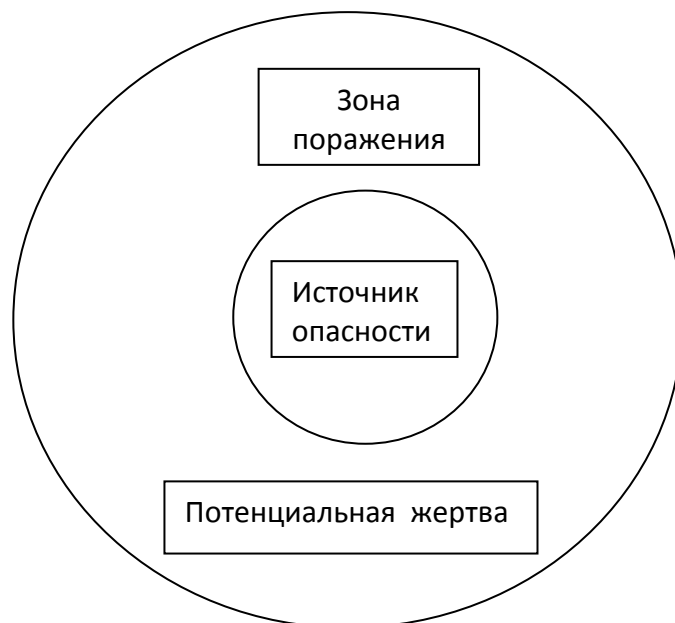 Зона
поражения
Источник
опасности
Потенциальная жертва